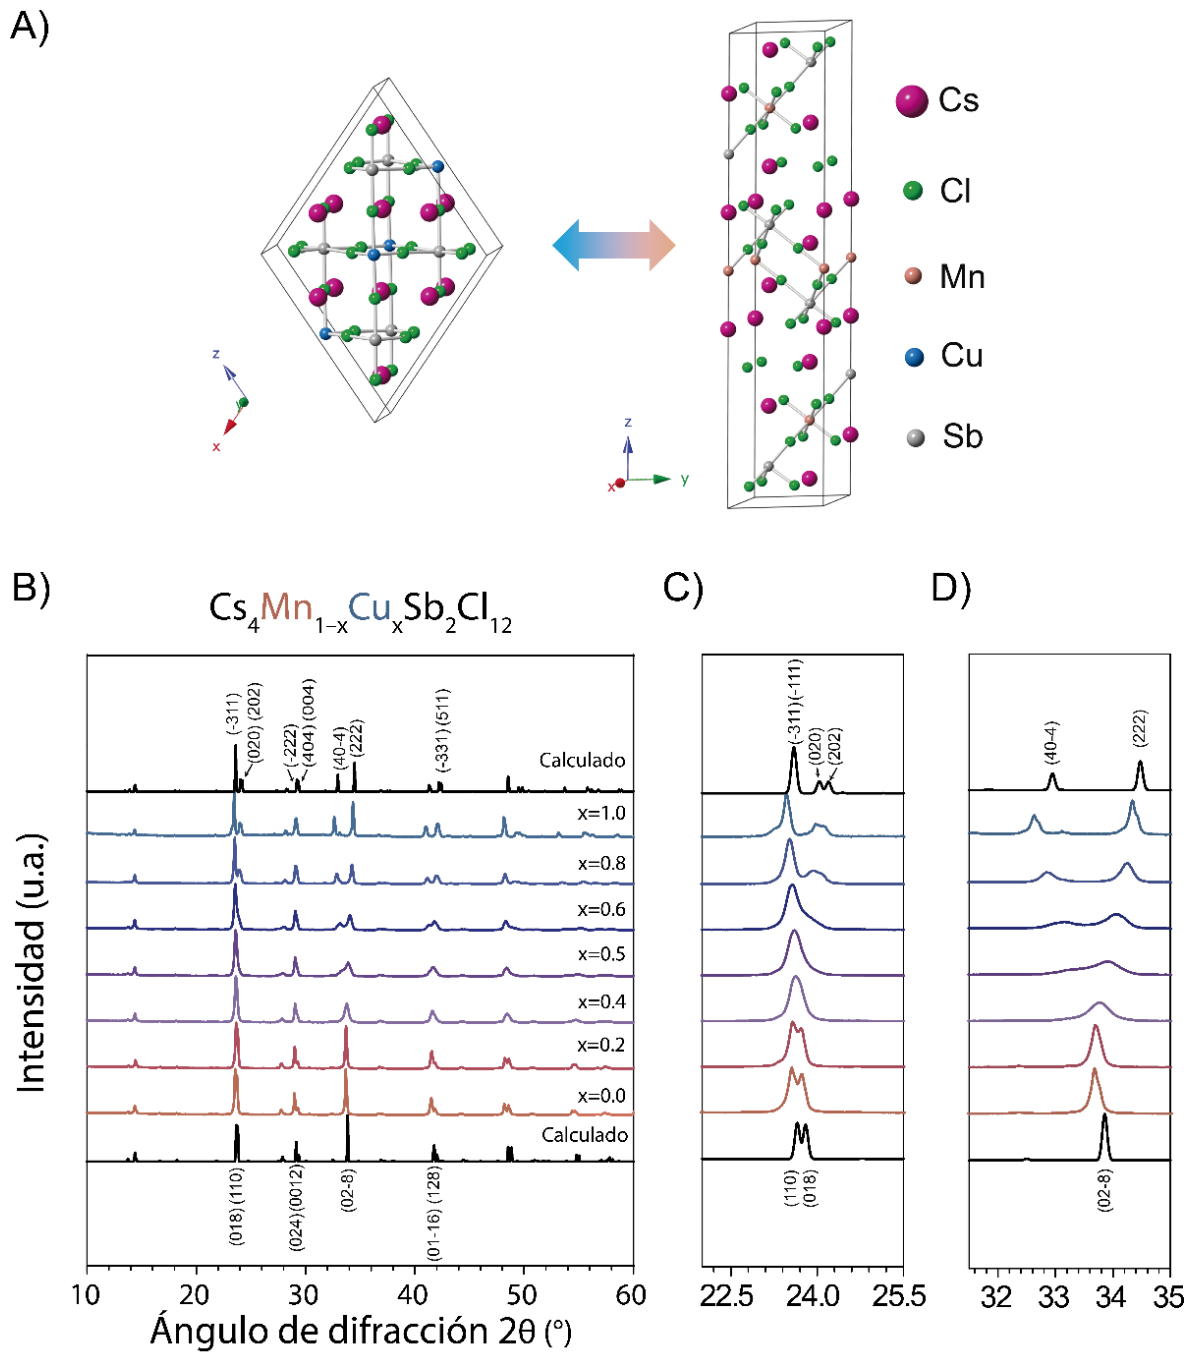 A)
Cs
Cl
Mn
Cu
Sb
z
x
z
x
y
B)
Cs4Mn1−xCuxSb2Cl12
Intensidad (u.a.)
(-311)
(020) (202)
(-222)
(404) (004)
(40-4)
(222)
(-331) (511)
Calculado
x=1.0
x=0.8
x=0.6
x=0.5
x=0.4
x=0.2
x=0.0
Calculado
(018) (110)
(024) (0012)
(02-8)
(01-16) (128)
10 20 30 40 50 60
Ángulo de difracción 2θ (°)
C)
(-311) (-111)
(020)
(202)
(110)
(018)
22.5 24.0 25.5
D)
(40-4)
(222)
(02-8)
32 33 34 35